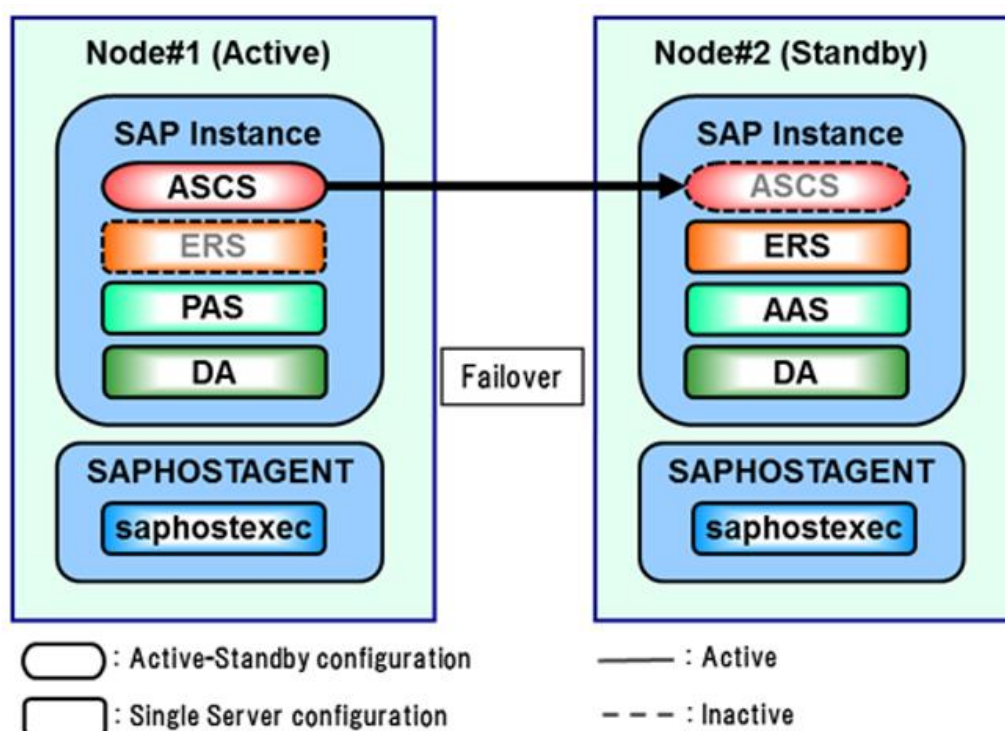 Node#1 (Active)
SAP Instance
ASCS
ERS
PAS
DA
SAPHOSTAGENT
saphostexec
Failover
Node#2 (Standby)
SAP Instance
ASCS
ERS
AAS
DA
SAPHOSTAGENT
saphostexec
: Active-Standby configuration
: Single Server configuration
: Active
: Inactive